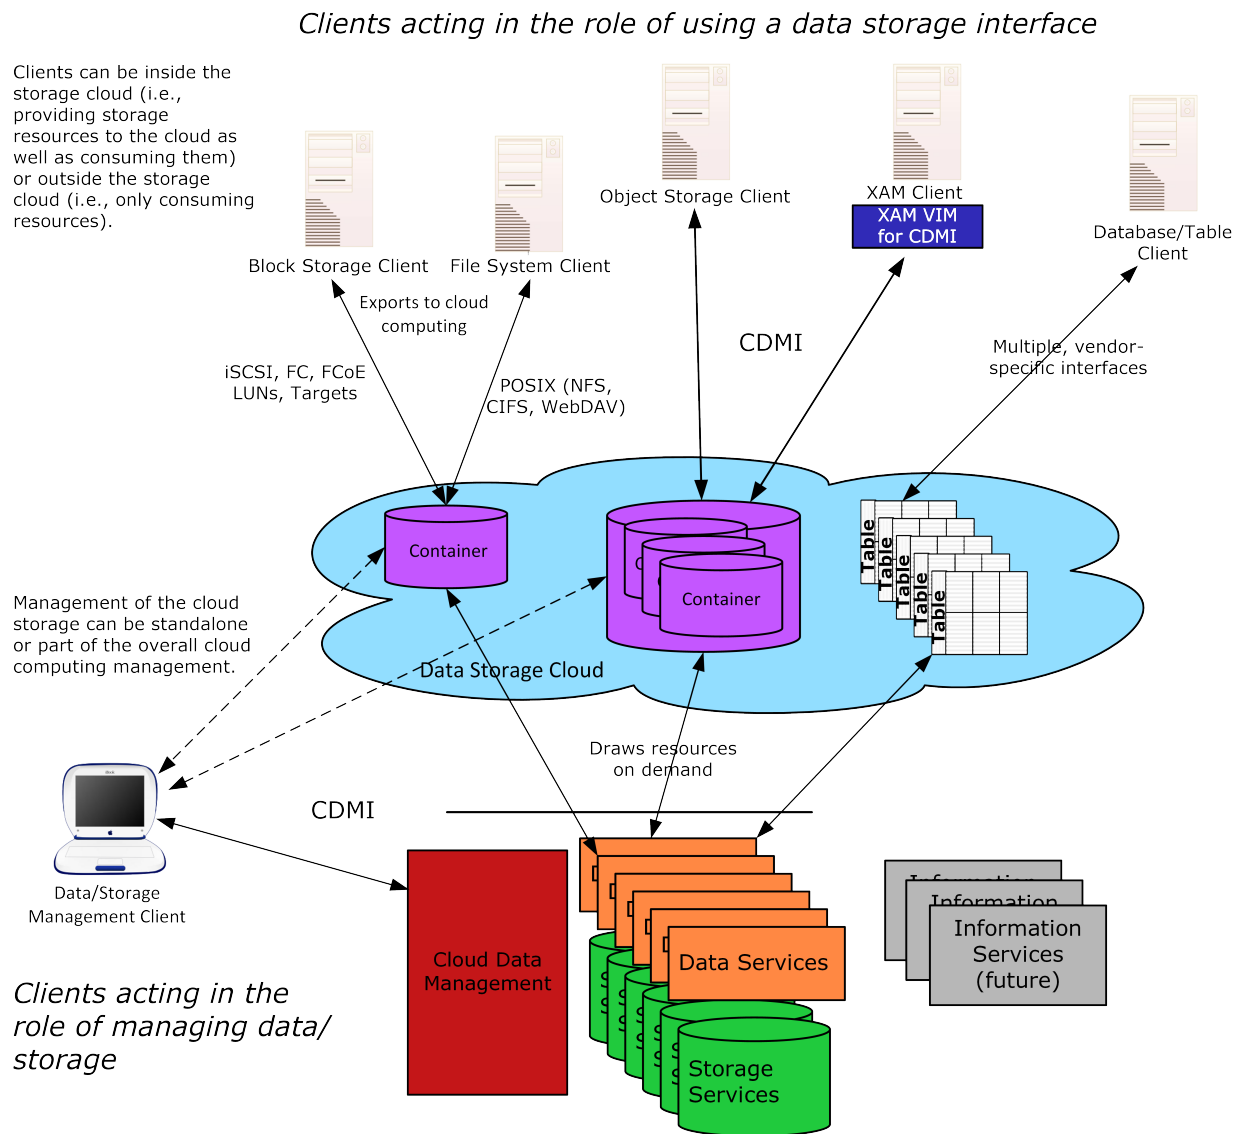 Clients acting in the role of using a data storage interface
Clients can be inside the
storage cloud (i.e.,
providing storage
resources to the cloud as
well as consuming them)
or outside the storage
cloud (i.e., only consuming
resources).
Block Storage Client
File System Client
Object Storage Client
XAM Client
XAM VIM
for CDMI
Database/Table
Client
Exports to cloud
computing
iSCSI, FC, FCoE
LUNs, Targets
POSIX (NFS,
CIFS, WebDAV)
CDMI
Multiple, vendor-
specific interfaces
Container
Container
Table
Table
Table
Table
Table
Data Storage Cloud
Management of the cloud
storage can be standalone
or part of the overall cloud
computing management.
Draws resources
on demand
CDMI
Data/Storage
Management Client
Clients acting in the
role of managing data/
storage
Cloud Data
Management
Data Services
Storage
Services
Information
Information
Information
Services
(future)